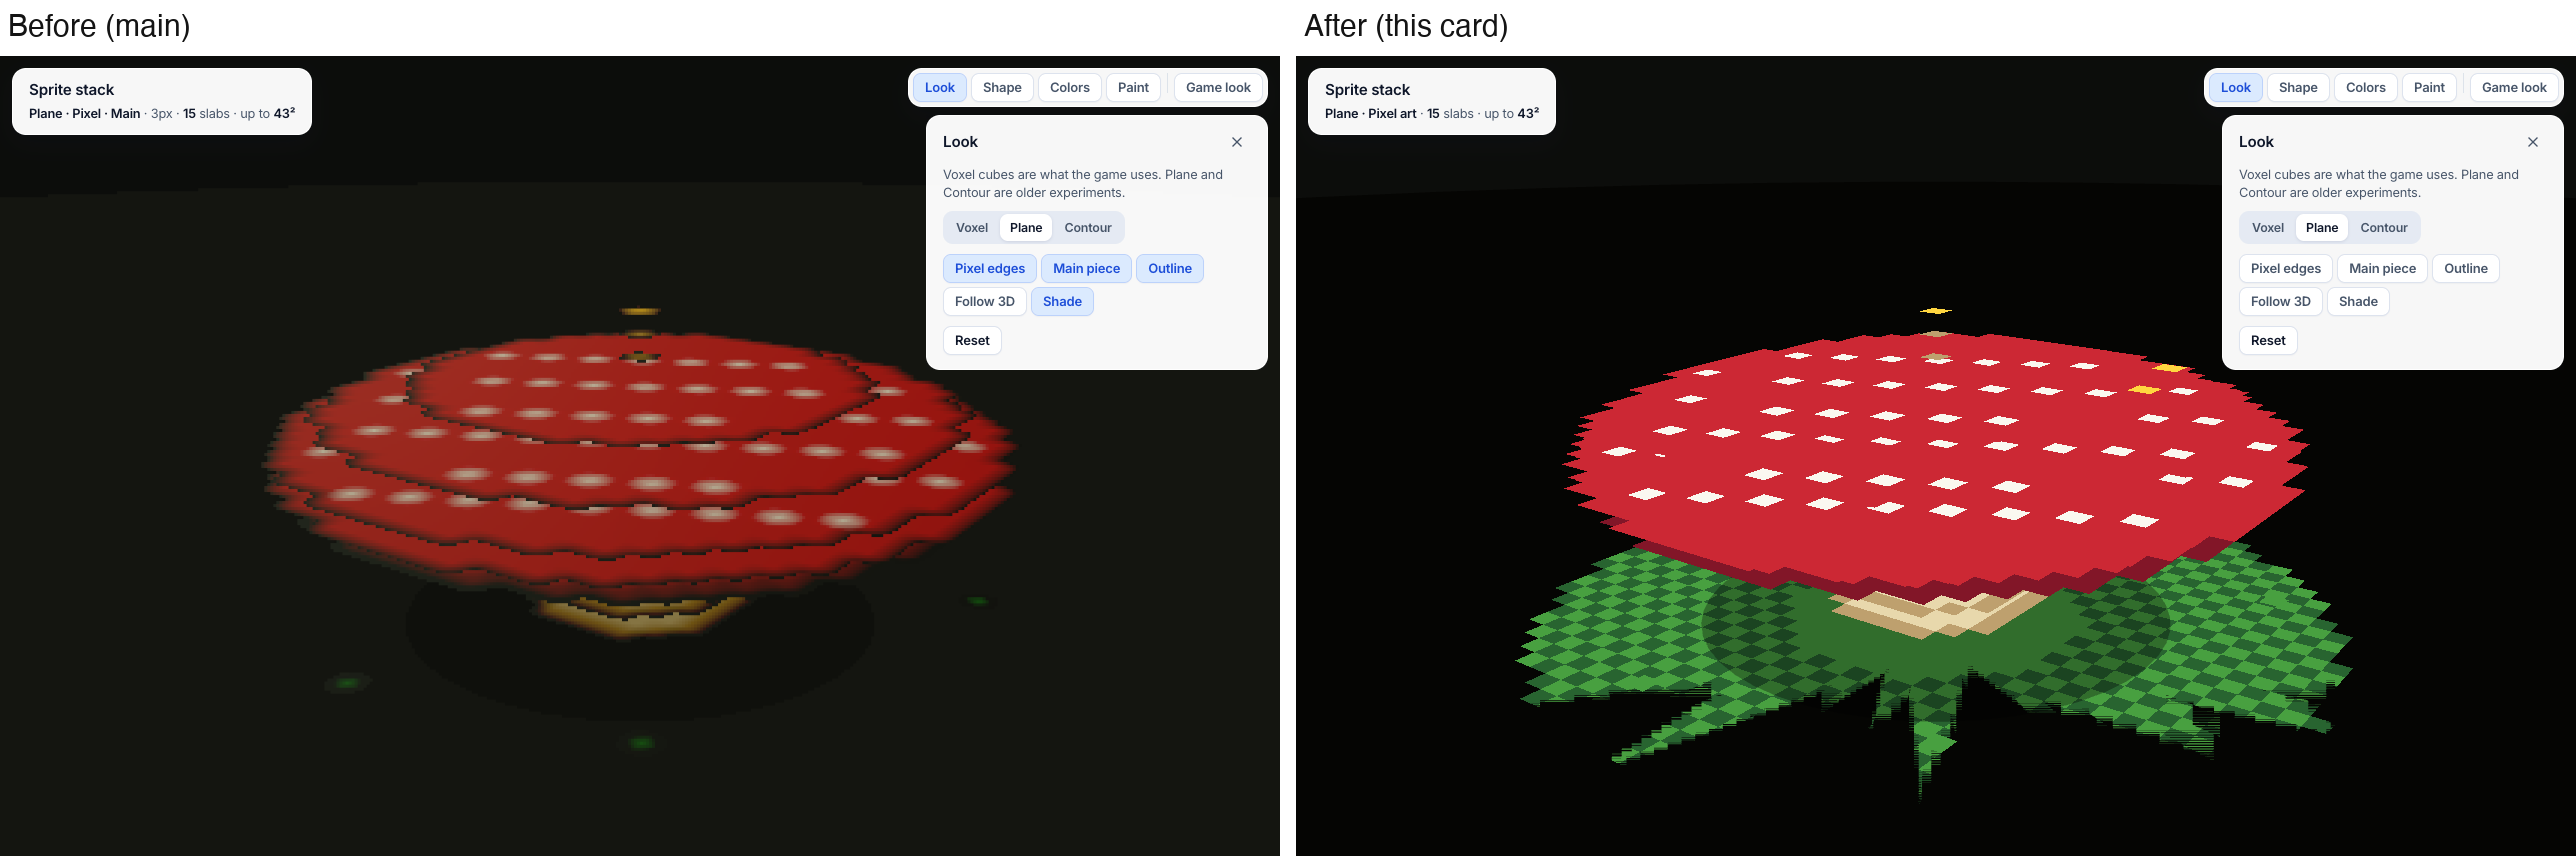 Before (main)
Sprite stack
Plane · Pixel · Main · 3px · 15 slabs · up to 43²
Look Shape Colors Paint Game look
Look
Voxel cubes are what the game uses. Plane and
Contour are older experiments.
Voxel Plane Contour
Pixel edges Main piece Outline
Follow 3D Shade
Reset
After (this card)
Sprite stack
Plane · Pixel art · 15 slabs · up to 43²
Look Shape Colors Paint Game look
Look
Voxel cubes are what the game uses. Plane and
Contour are older experiments.
Voxel Plane Contour
Pixel edges Main piece Outline
Follow 3D Shade
Reset